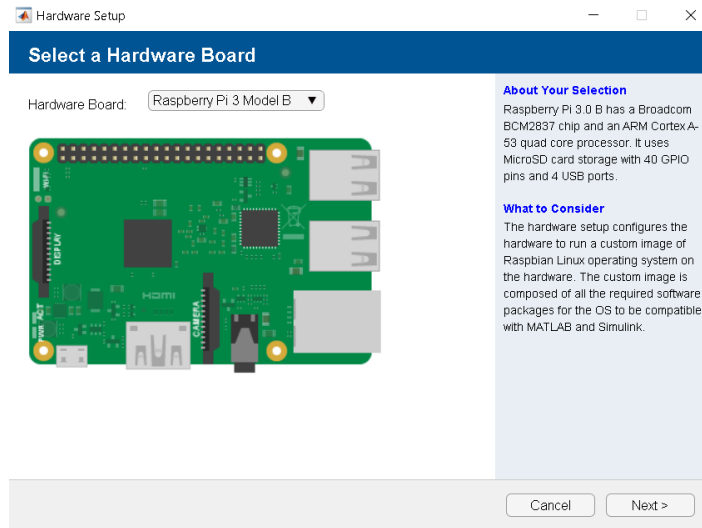 Hardware Setup
Select a Hardware Board
Hardware Board:
Raspberry Pi 3 Model B
WIFI
DISPLAY
PWR ACT
HDMI
CAMERA
About Your Selection
Raspberry Pi 3.0 B has a Broadcom
BCM2837 chip and an ARM Cortex A-
53 quad core processor. It uses
MicroSD card storage with 40 GPIO
pins and 4 USB ports.
What to Consider
The hardware setup configures the
hardware to run a custom image of
Raspbian Linux operating system on
the hardware. The custom image is
composed of all the required software
packages for the OS to be compatible
with MATLAB and Simulink.
Cancel
Next >